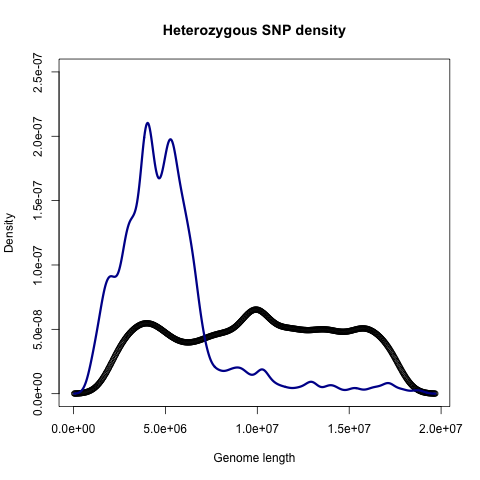 Heterozygous SNP density
2.5e-07
2.0e-07
1.5e-07
1.0e-07
5.0e-08
0.0e+00
Density
0.0e+00 5.0e+06 1.0e+07 1.5e+07 2.0e+07
Genome length